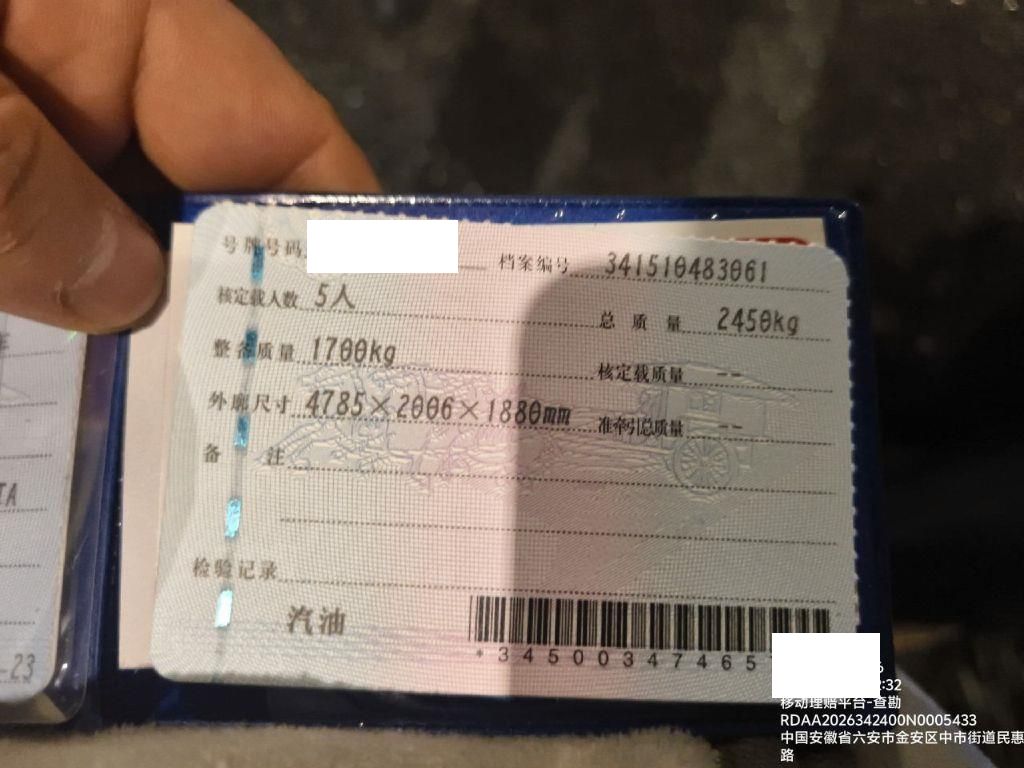 号牌号码
档案编号 341510483061
核定载人数 5人
总质量 2450kg
整备质量 1700kg
核定载质量 --
外廓尺寸 4785×2006×1880mm
准牵引总质量 --
备注
检验记录
汽油
*345003474657
TA
-23
:32
移动理赔平台-查勘
RDAA2026342400N0005433
中国安徽省六安市金安区中市街道民惠
路